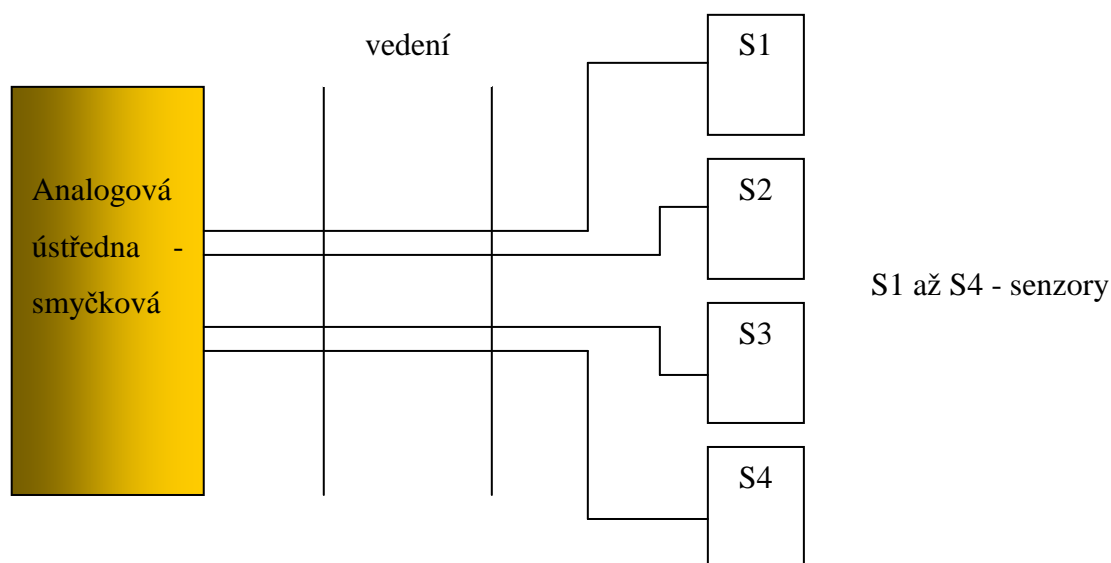 vedení
Analogová
ústředna -
smyčková
S1
S2
S3
S4
S1 až S4 - senzory